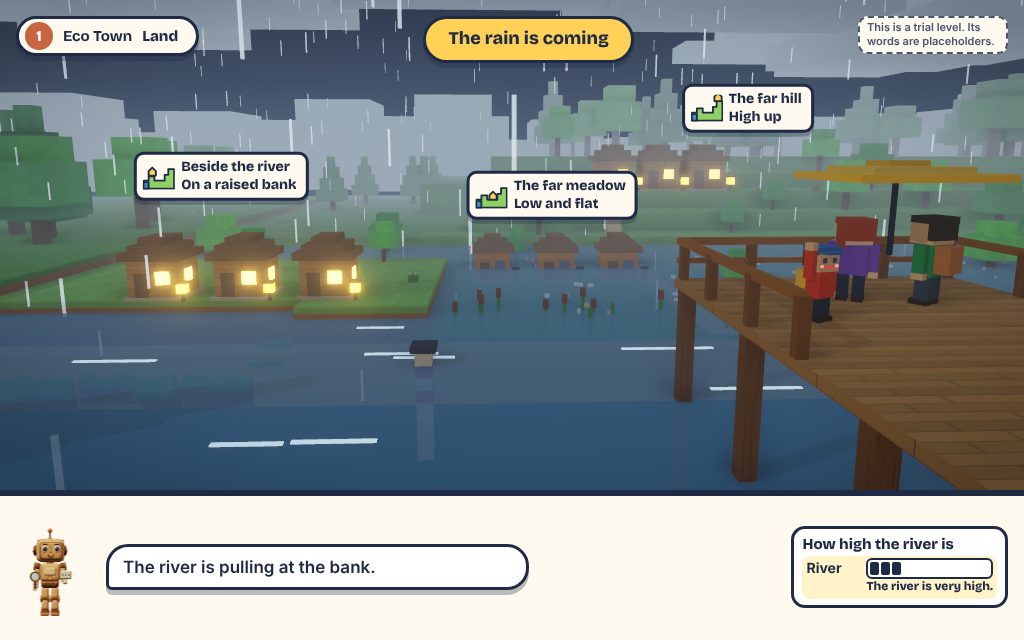 1 Eco Town Land
The rain is coming
This is a trial level. Its
words are placeholders.
The far hill
High up
Beside the river
On a raised bank
The far meadow
Low and flat
The river is pulling at the bank.
How high the river is
River
The river is very high.